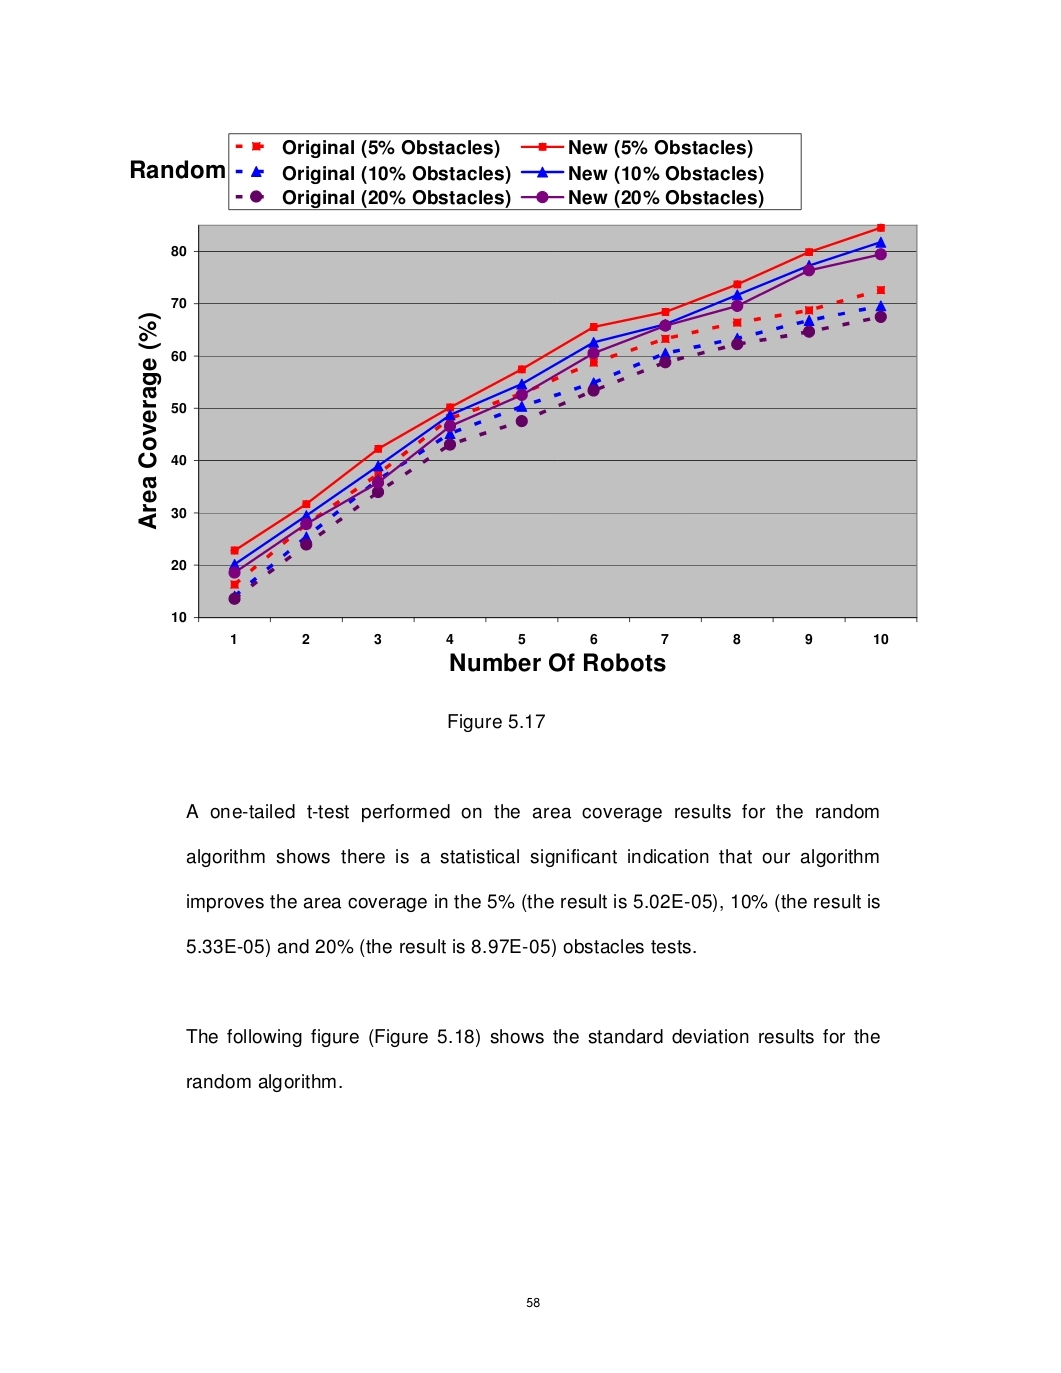 Random
Original (5% Obstacles) New (5% Obstacles)
Original (10% Obstacles) New (10% Obstacles)
Original (20% Obstacles) New (20% Obstacles)
Area Coverage (%)
80
70
60
50
40
30
20
10
1 2 3 4 5 6 7 8 9 10
Number Of Robots
Figure 5.17
A one-tailed t-test performed on the area coverage results for the random
algorithm shows there is a statistical significant indication that our algorithm
improves the area coverage in the 5% (the result is 5.02E-05), 10% (the result is
5.33E-05) and 20% (the result is 8.97E-05) obstacles tests.
The following figure (Figure 5.18) shows the standard deviation results for the
random algorithm.
58